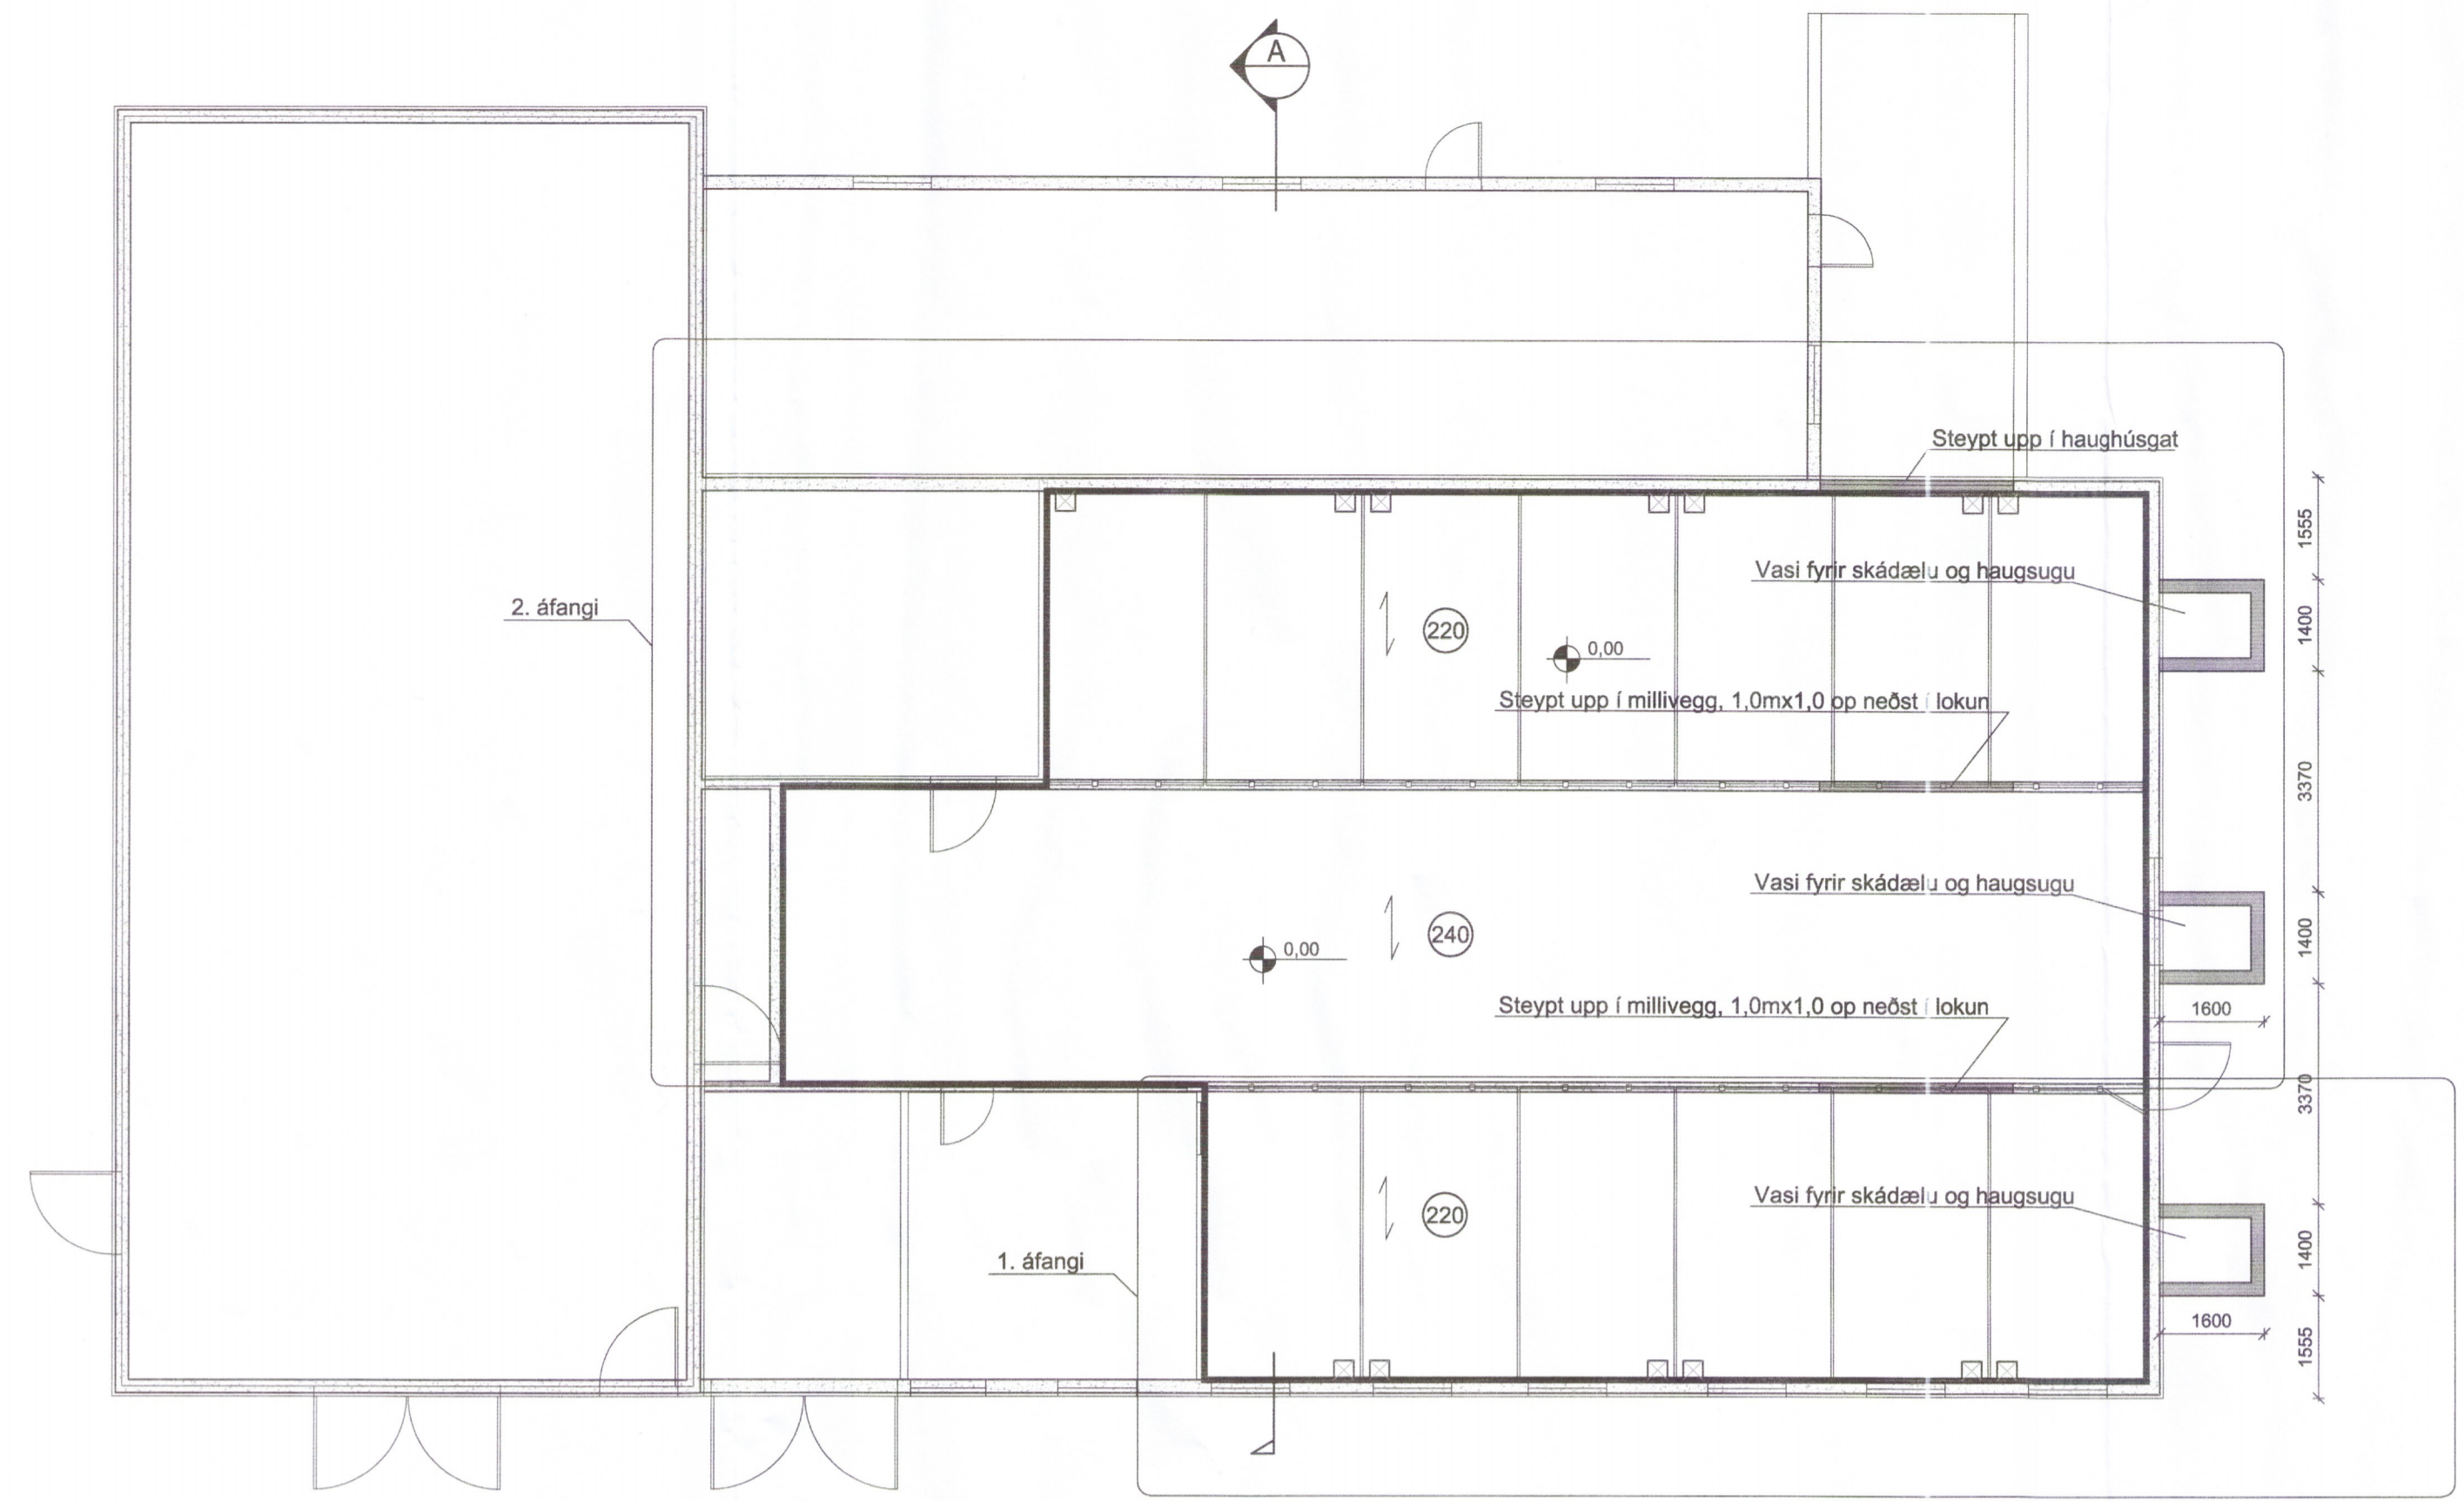 A
Steypt upp í haughúsgat
1555
Vasi fyrir skádælu og haugsugu
2. áfangi
1400
220
0,00
Steypt upp í millivegg, 1,0mx1,0 op neðst í lokun
3370
Vasi fyrir skádælu og haugsugu
240
1400
0,00
Steypt upp í millivegg, 1,0mx1,0 op neðst í lokun
1600
3370
Vasi fyrir skádælu og haugsugu
220
1400
1. áfangi
1600
1555